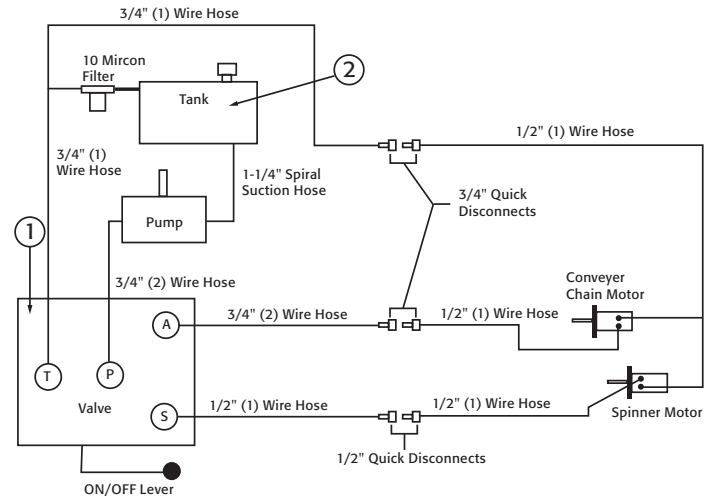 3/4" (1) Wire Hose
10 Mircon
Filter
2
Tank
1/2" (1) Wire Hose
3/4" (1)
Wire Hose
1-1/4" Spiral
Suction Hose
3/4" Quick
Disconnects
Pump
1
Conveyer
Chain Motor
3/4" (2) Wire Hose
3/4" (2) Wire Hose
1/2" (1) Wire Hose
A
T
P
Valve
S
1/2" (1) Wire Hose
1/2" (1) Wire Hose
Spinner Motor
1/2" Quick Disconnects
ON/OFF Lever